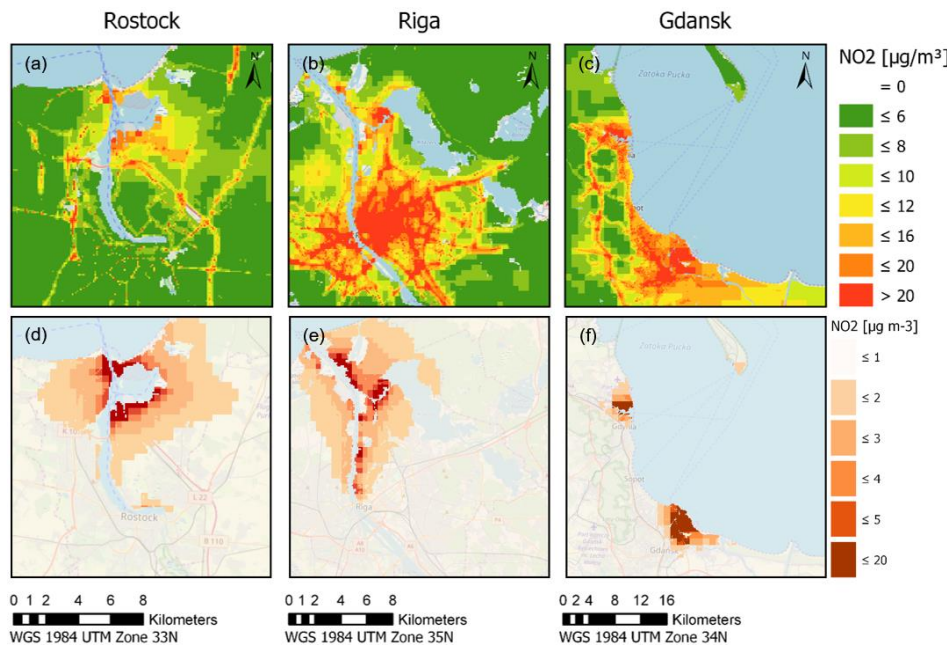 Rostock
Riga
Gdansk
(a)
N
(b)
N
(c)
Zatoka Pucka
N
NO2 [µg/m³]
= 0
≤ 6
≤ 8
≤ 10
≤ 12
≤ 16
≤ 20
> 20
(d)
Rostock
L 22
B 110
(e)
Riga
(f)
Zatoka Pucka
Gdynia
Sopot
Gdańsk
NO2 [µg m-3]
≤ 1
≤ 2
≤ 3
≤ 4
≤ 5
≤ 20
0 1 2 4 6 8
Kilometers
WGS 1984 UTM Zone 33N
0 1 2 4 6 8
Kilometers
WGS 1984 UTM Zone 35N
0 2 4 8 12 16
Kilometers
WGS 1984 UTM Zone 34N